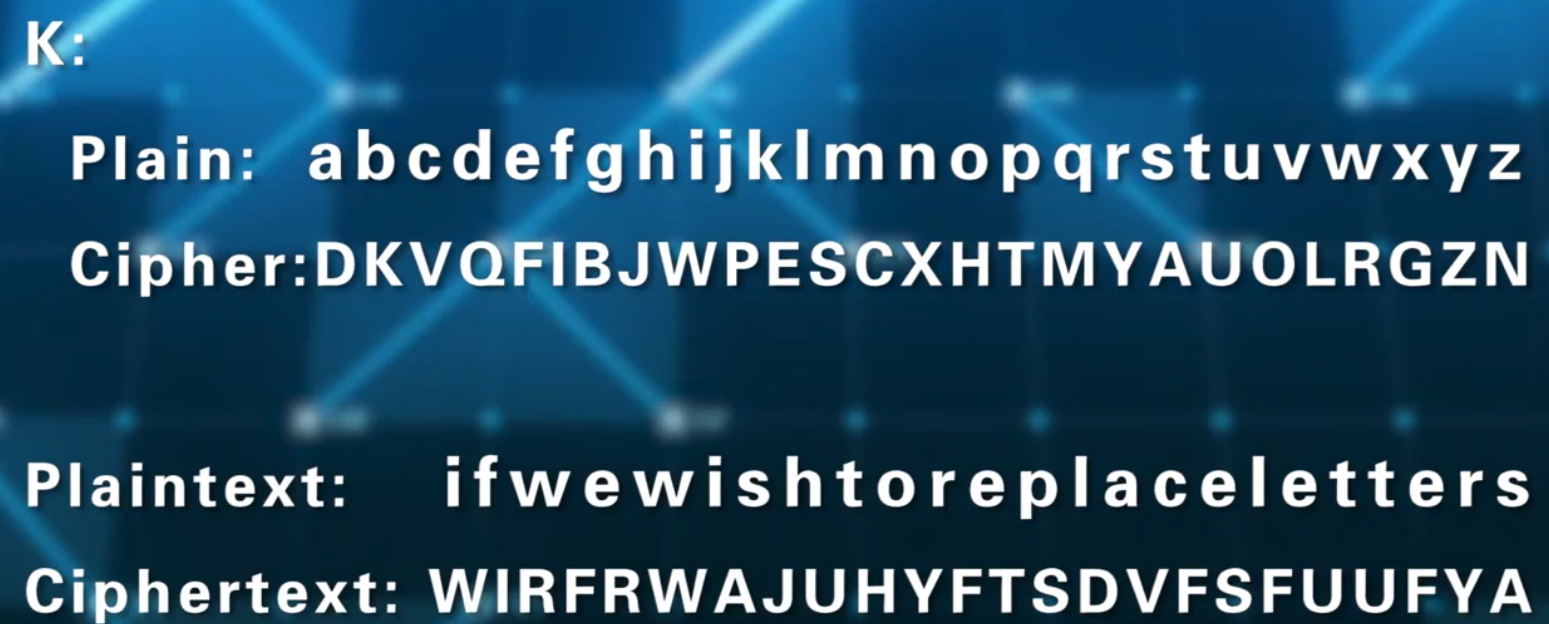 K:
Plain: abcdefghijklmnopqrstuvwxyz
Cipher:DKVQFIBJWPESCXHTMYAUOLRGZN
Plaintext: ifwewishtoreplaceletters
Ciphertext: WIRFRWAJUHYFTSDVFSFUUFYA